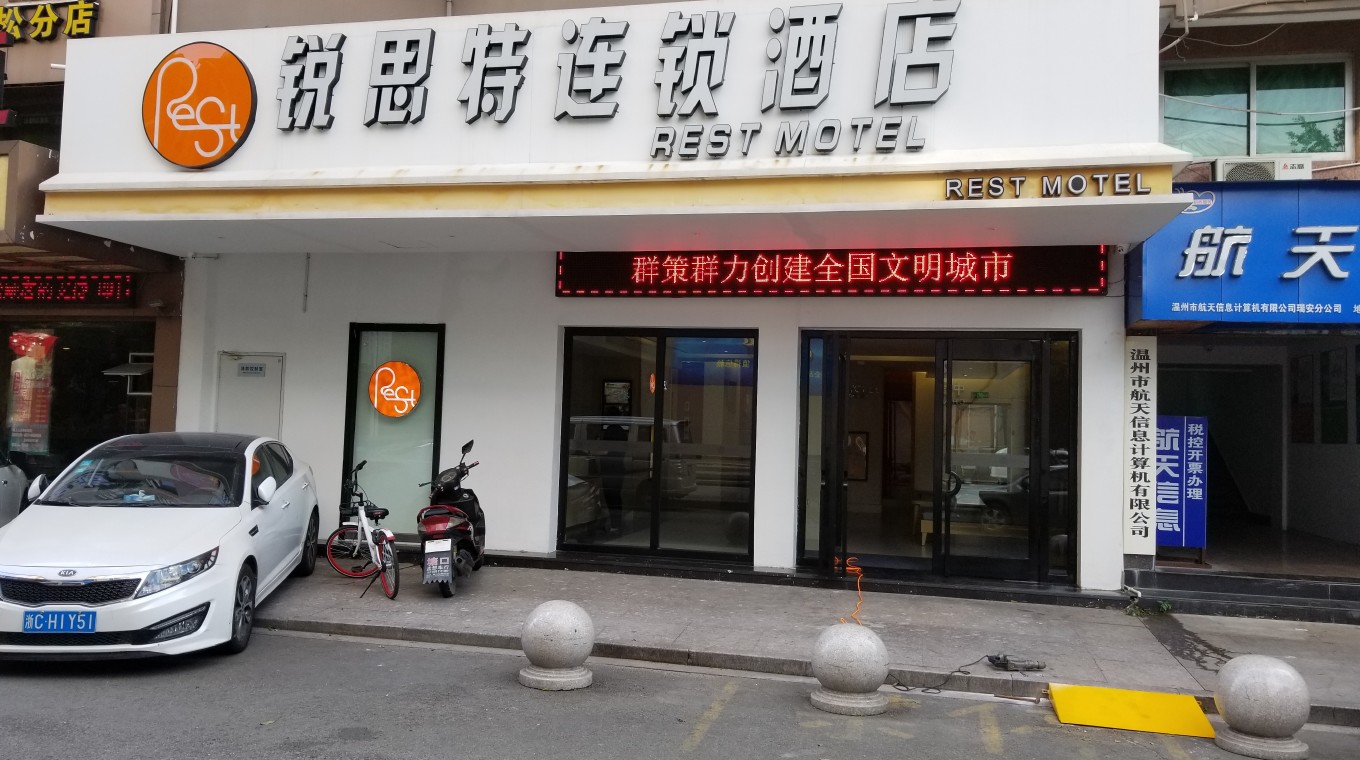 松分店
Rest
锐思特连锁酒店
REST MOTEL
REST MOTEL
群策群力创建全国文明城市
航天
温州市航天信息计算机有限公司瑞安分公司
温州市航天信息计算机有限公司
税控开票办理
航天信息
Rest
KIA
浙C·H1Y51